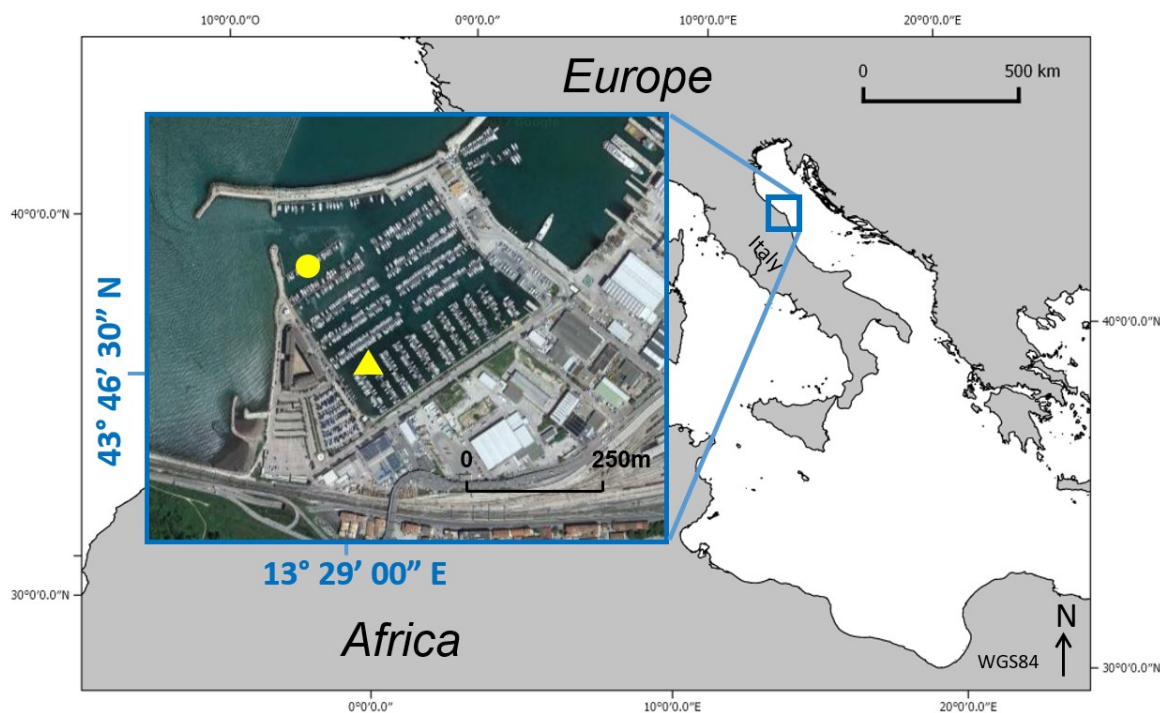 10°0'0.0"O
0°0'0.0"
10°0'0.0"E
20°0'0.0"E
Europe
0
500 km
40°0'0.0"N
Italy
43° 46’ 30” N
40°0'0.0"N
0
250m
13° 29’ 00” E
30°0'0.0"N
Africa
N
WGS84
30°0'0.0"N
0°0'0.0"
10°0'0.0"E
20°0'0.0"E